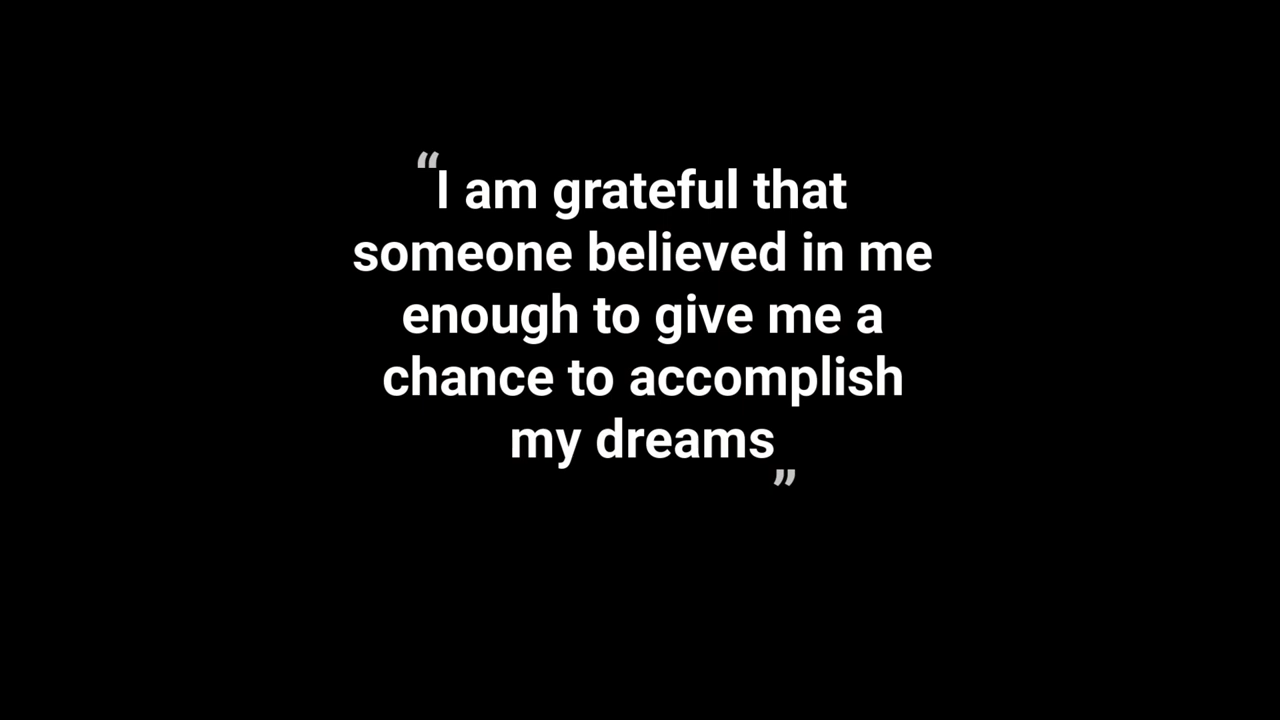 “I am grateful that
someone believed in me
enough to give me a
chance to accomplish
my dreams”